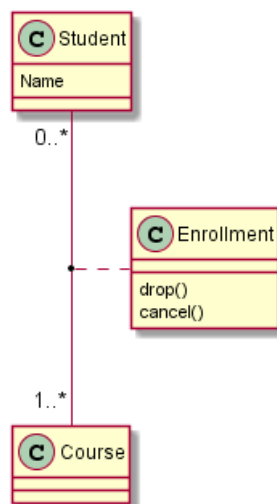 C Student
Name
0..*
C Enrollment
drop()
cancel()
1..*
C Course